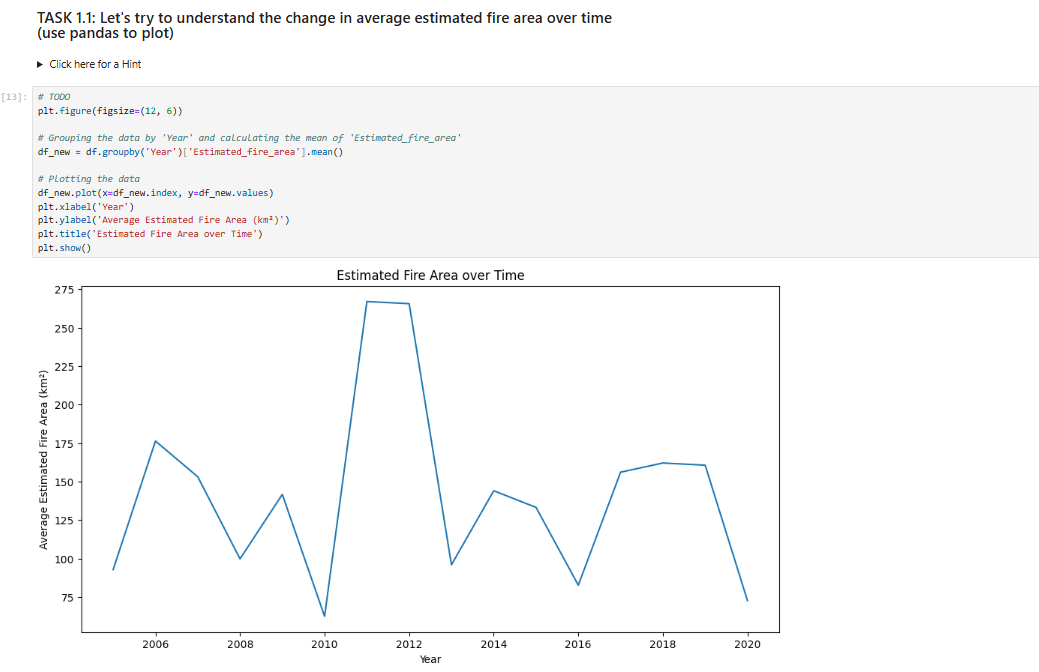 TASK 1.1: Let's try to understand the change in average estimated fire area over time
(use pandas to plot)
Click here for a Hint
[13]:
# TODO
plt.figure(figsize=(12, 6))
# Grouping the data by 'Year' and calculating the mean of 'Estimated_fire_area'
df_new = df.groupby('Year')['Estimated_fire_area'].mean()
# Plotting the data
df_new.plot(x=df_new.index, y=df_new.values)
plt.xlabel('Year')
plt.ylabel('Average Estimated Fire Area (km²)')
plt.title('Estimated Fire Area over Time')
plt.show()
Estimated Fire Area over Time
Average Estimated Fire Area (km²)
275
250
225
200
175
150
125
100
75
2006 2008 2010 2012 2014 2016 2018 2020
Year